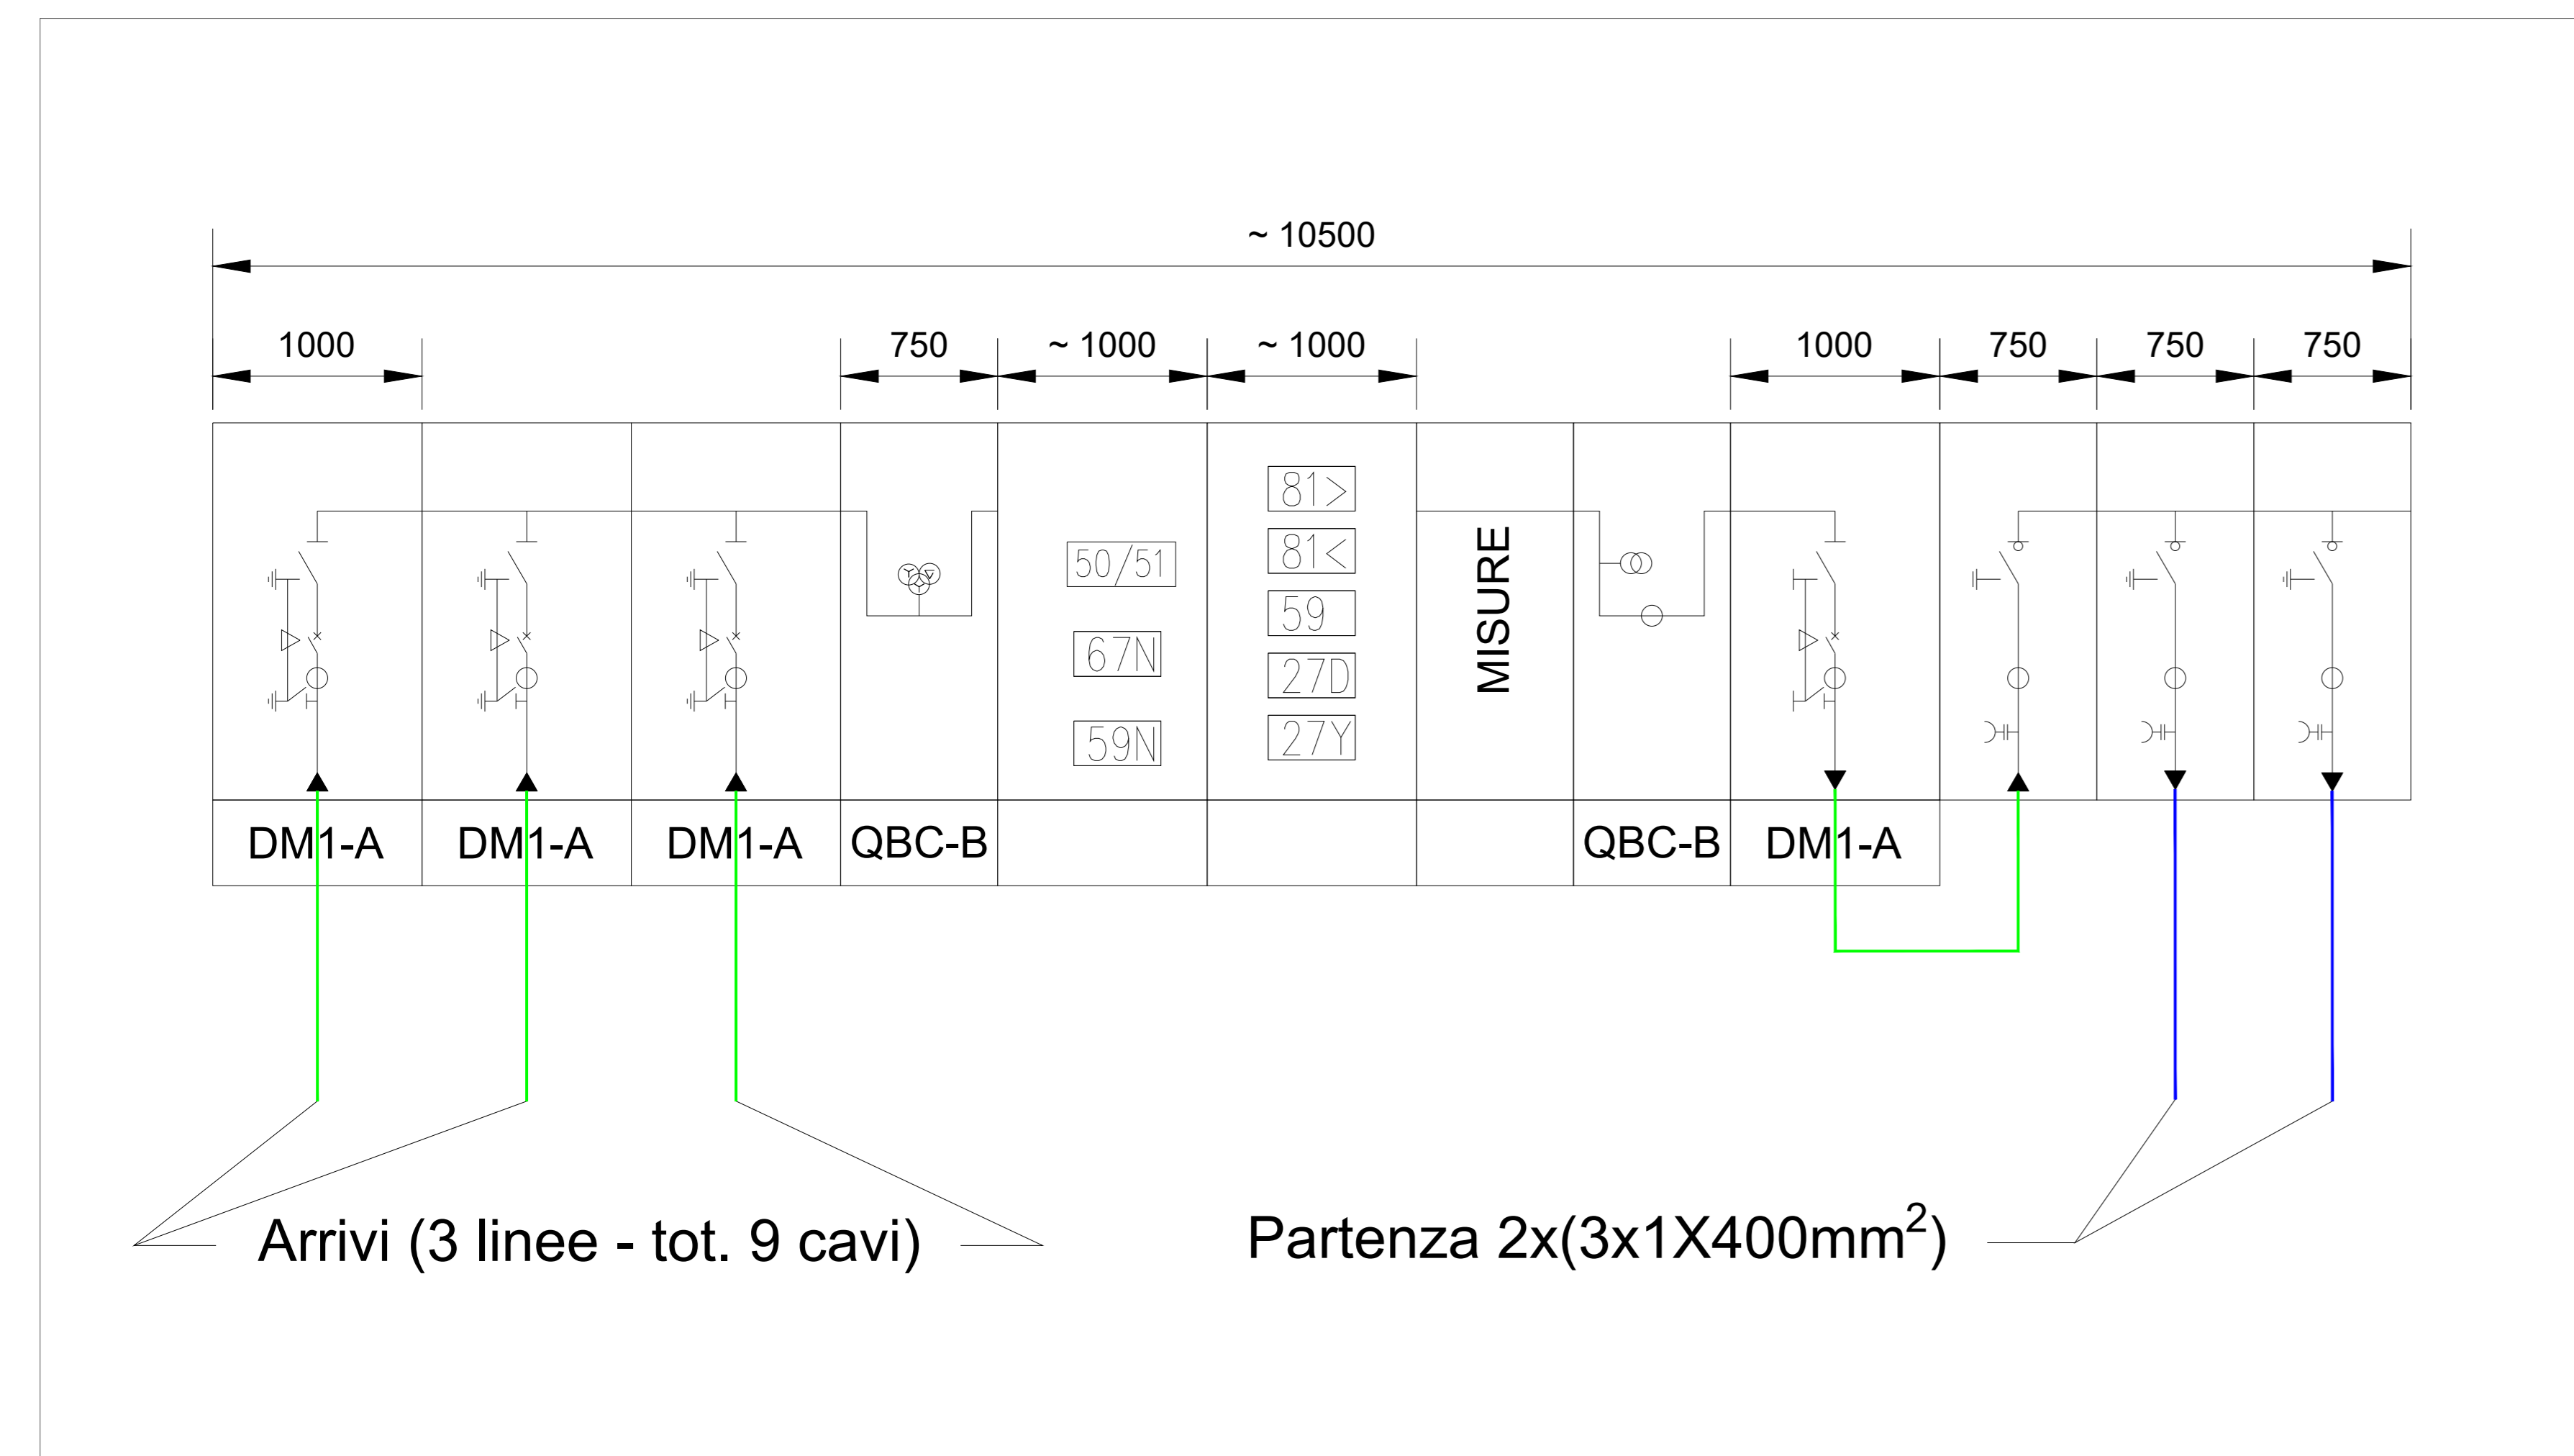 ~ 10500
1000
750
~ 1000
~ 1000
1000
750
750
750
50/51
67N
59N
81>
81<
59
27D
27Y
MISURE
DM1-A
DM1-A
DM1-A
QBC-B
QBC-B
DM1-A
Arrivi (3 linee - tot. 9 cavi)
Partenza 2x(3x1X400mm²)